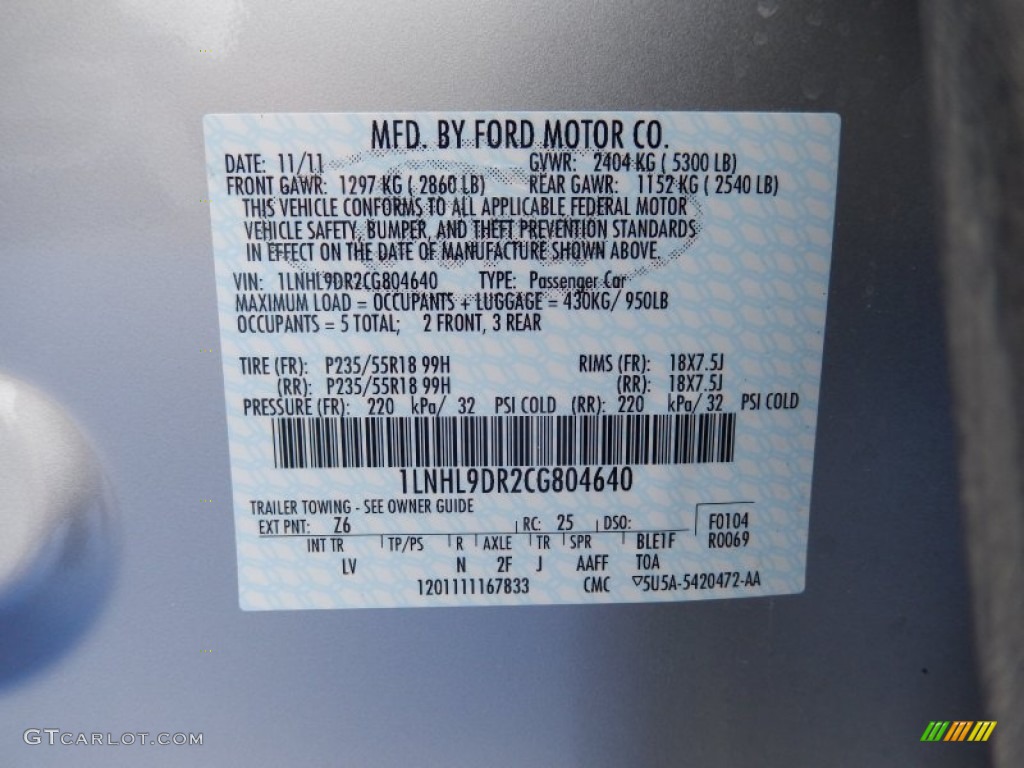 MFD. BY FORD MOTOR CO.
DATE: 11/11 GVWR: 2404 KG ( 5300 LB)
FRONT GAWR: 1297 KG ( 2860 LB) REAR GAWR: 1152 KG ( 2540 LB)
THIS VEHICLE CONFORMS TO ALL APPLICABLE FEDERAL MOTOR
VEHICLE SAFETY, BUMPER, AND THEFT PREVENTION STANDARDS
IN EFFECT ON THE DATE OF MANUFACTURE SHOWN ABOVE.
VIN: 1LNHL9DR2CG804640 TYPE: Passenger Car
MAXIMUM LOAD = OCCUPANTS + LUGGAGE = 430KG/ 950LB
OCCUPANTS = 5 TOTAL; 2 FRONT, 3 REAR
TIRE (FR): P235/55R18 99H RIMS (FR): 18X7.5J
(RR): P235/55R18 99H (RR): 18X7.5J
PRESSURE (FR): 220 kPa/ 32 PSI COLD (RR): 220 kPa/ 32 PSI COLD
1LNHL9DR2CG804640
TRAILER TOWING - SEE OWNER GUIDE
EXT PNT: Z6 RC: 25 DSO: F0104
INT TR TP/PS R AXLE TR SPR BLE1F R0069
LV N 2F J AAFF TOA
1201111167833 CMC ▽5U5A-5420472-AA
GTCARLOT.COM